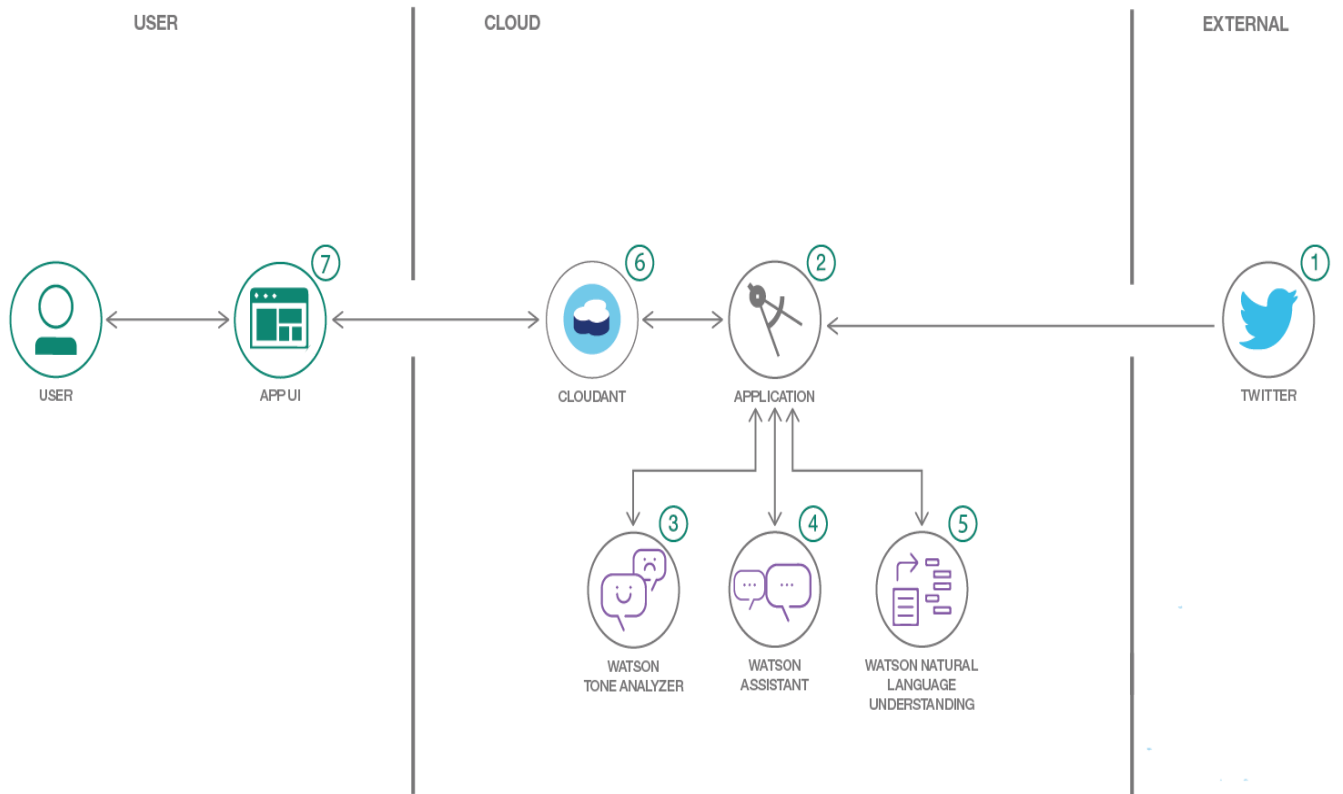 USER
CLOUD
EXTERNAL
7
6
2
1
USER
APP UI
CLOUDANT
APPLICATION
TWITTER
3
4
5
WATSON
TONE ANALYZER
WATSON
ASSISTANT
WATSON NATURAL
LANGUAGE
UNDERSTANDING